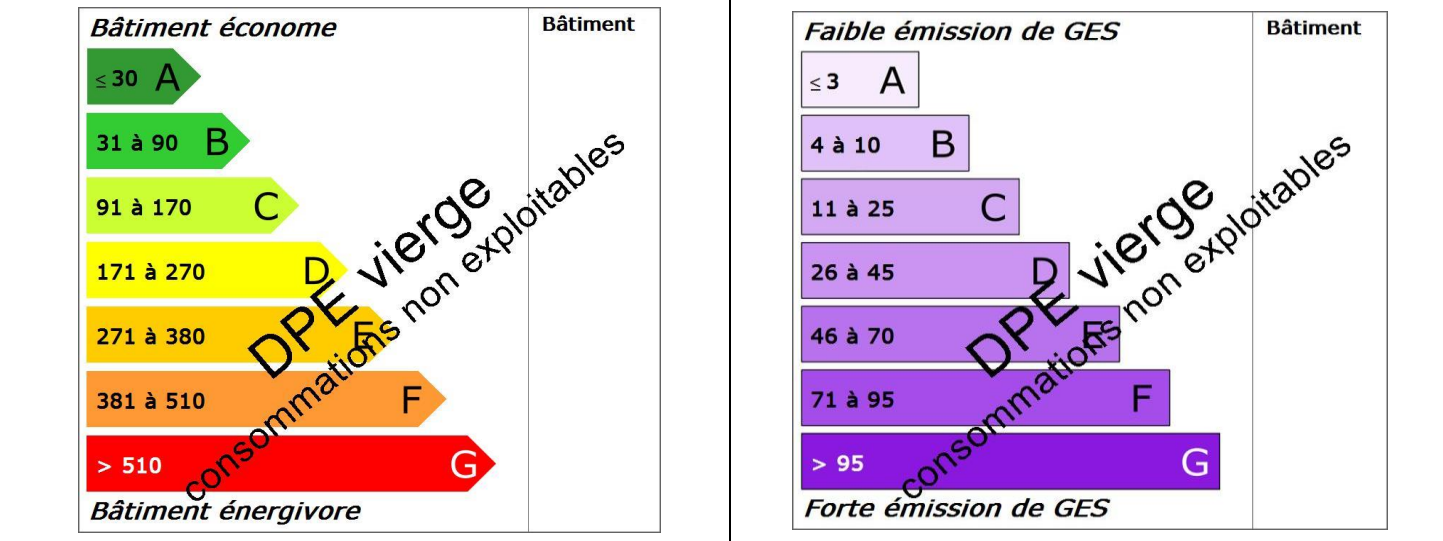 Bâtiment économe
Bâtiment
≤ 30 A
31 à 90 B
91 à 170 C
171 à 270 D
271 à 380 E
381 à 510 F
> 510 G
Bâtiment énergivore
DPE vierge
consommations non exploitables
Faible émission de GES
Bâtiment
≤ 3 A
4 à 10 B
11 à 25 C
26 à 45 D
46 à 70 E
71 à 95 F
> 95 G
Forte émission de GES
DPE vierge
consommations non exploitables